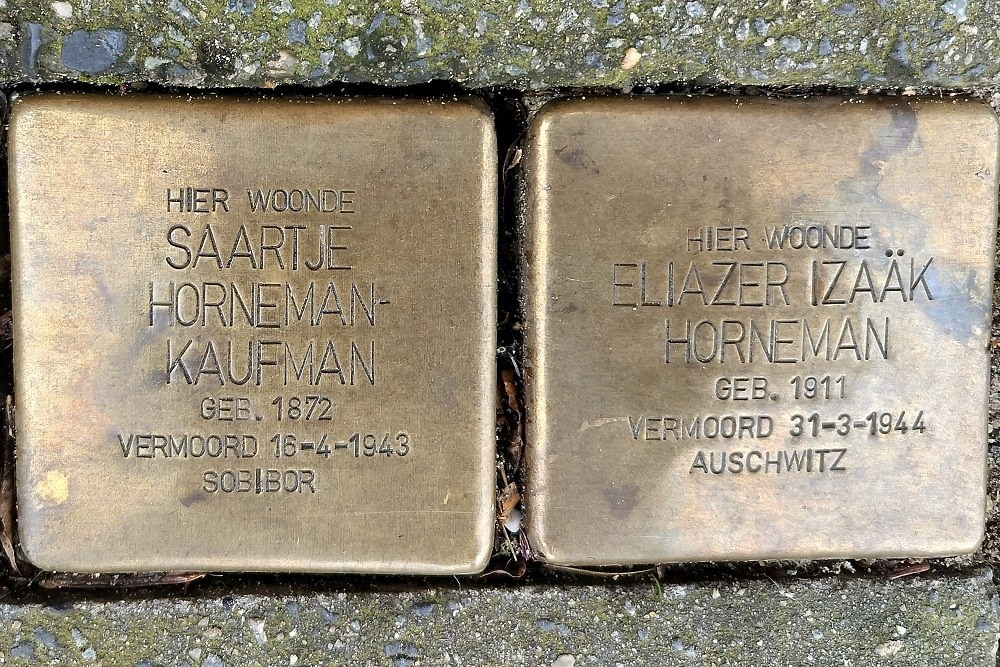 HIER WOONDE
SAARTJE
HORNEMAN-
KAUFMAN
GEB. 1872
VERMOORD 16-4-1943
SOBIBOR
HIER WOONDE
ELIAZER IZAÄK
HORNEMAN
GEB. 1911
VERMOORD 31-3-1944
AUSCHWITZ